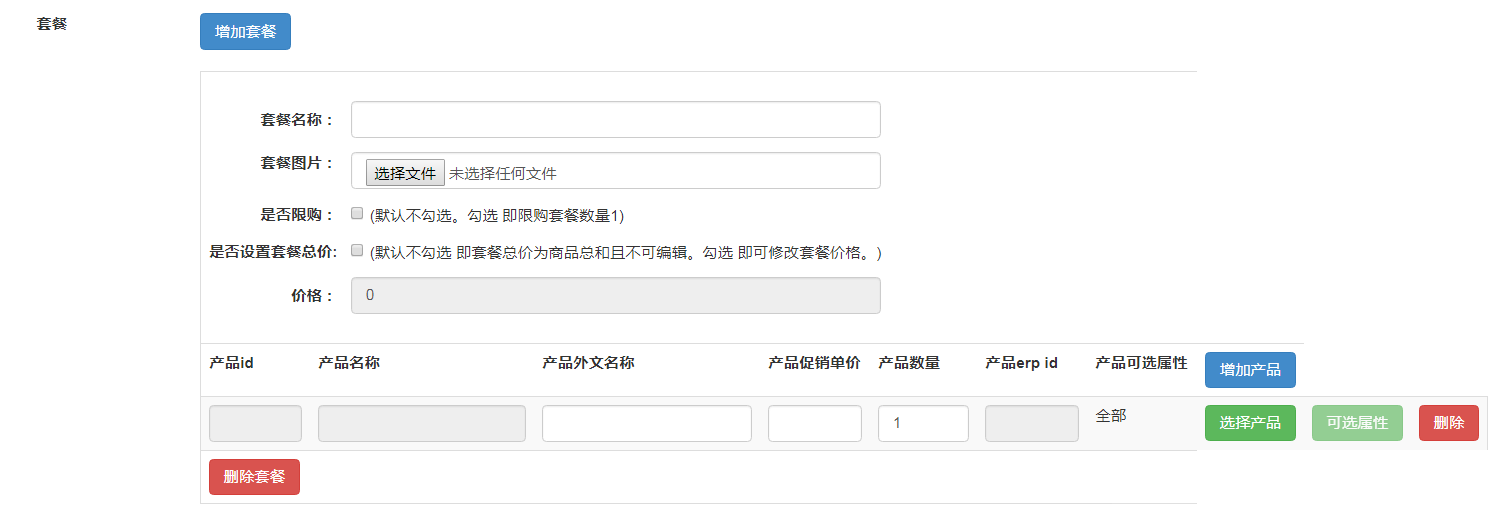 套餐
增加套餐
套餐名称：
套餐图片：
选择文件 未选择任何文件
是否限购：
(默认不勾选。勾选 即限购套餐数量1)
是否设置套餐总价:
(默认不勾选 即套餐总价为商品总和且不可编辑。勾选 即可修改套餐价格。)
价格：
0
产品id 产品名称 产品外文名称 产品促销单价 产品数量 产品erp id 产品可选属性 增加产品
1 全部 选择产品 可选属性 删除
删除套餐